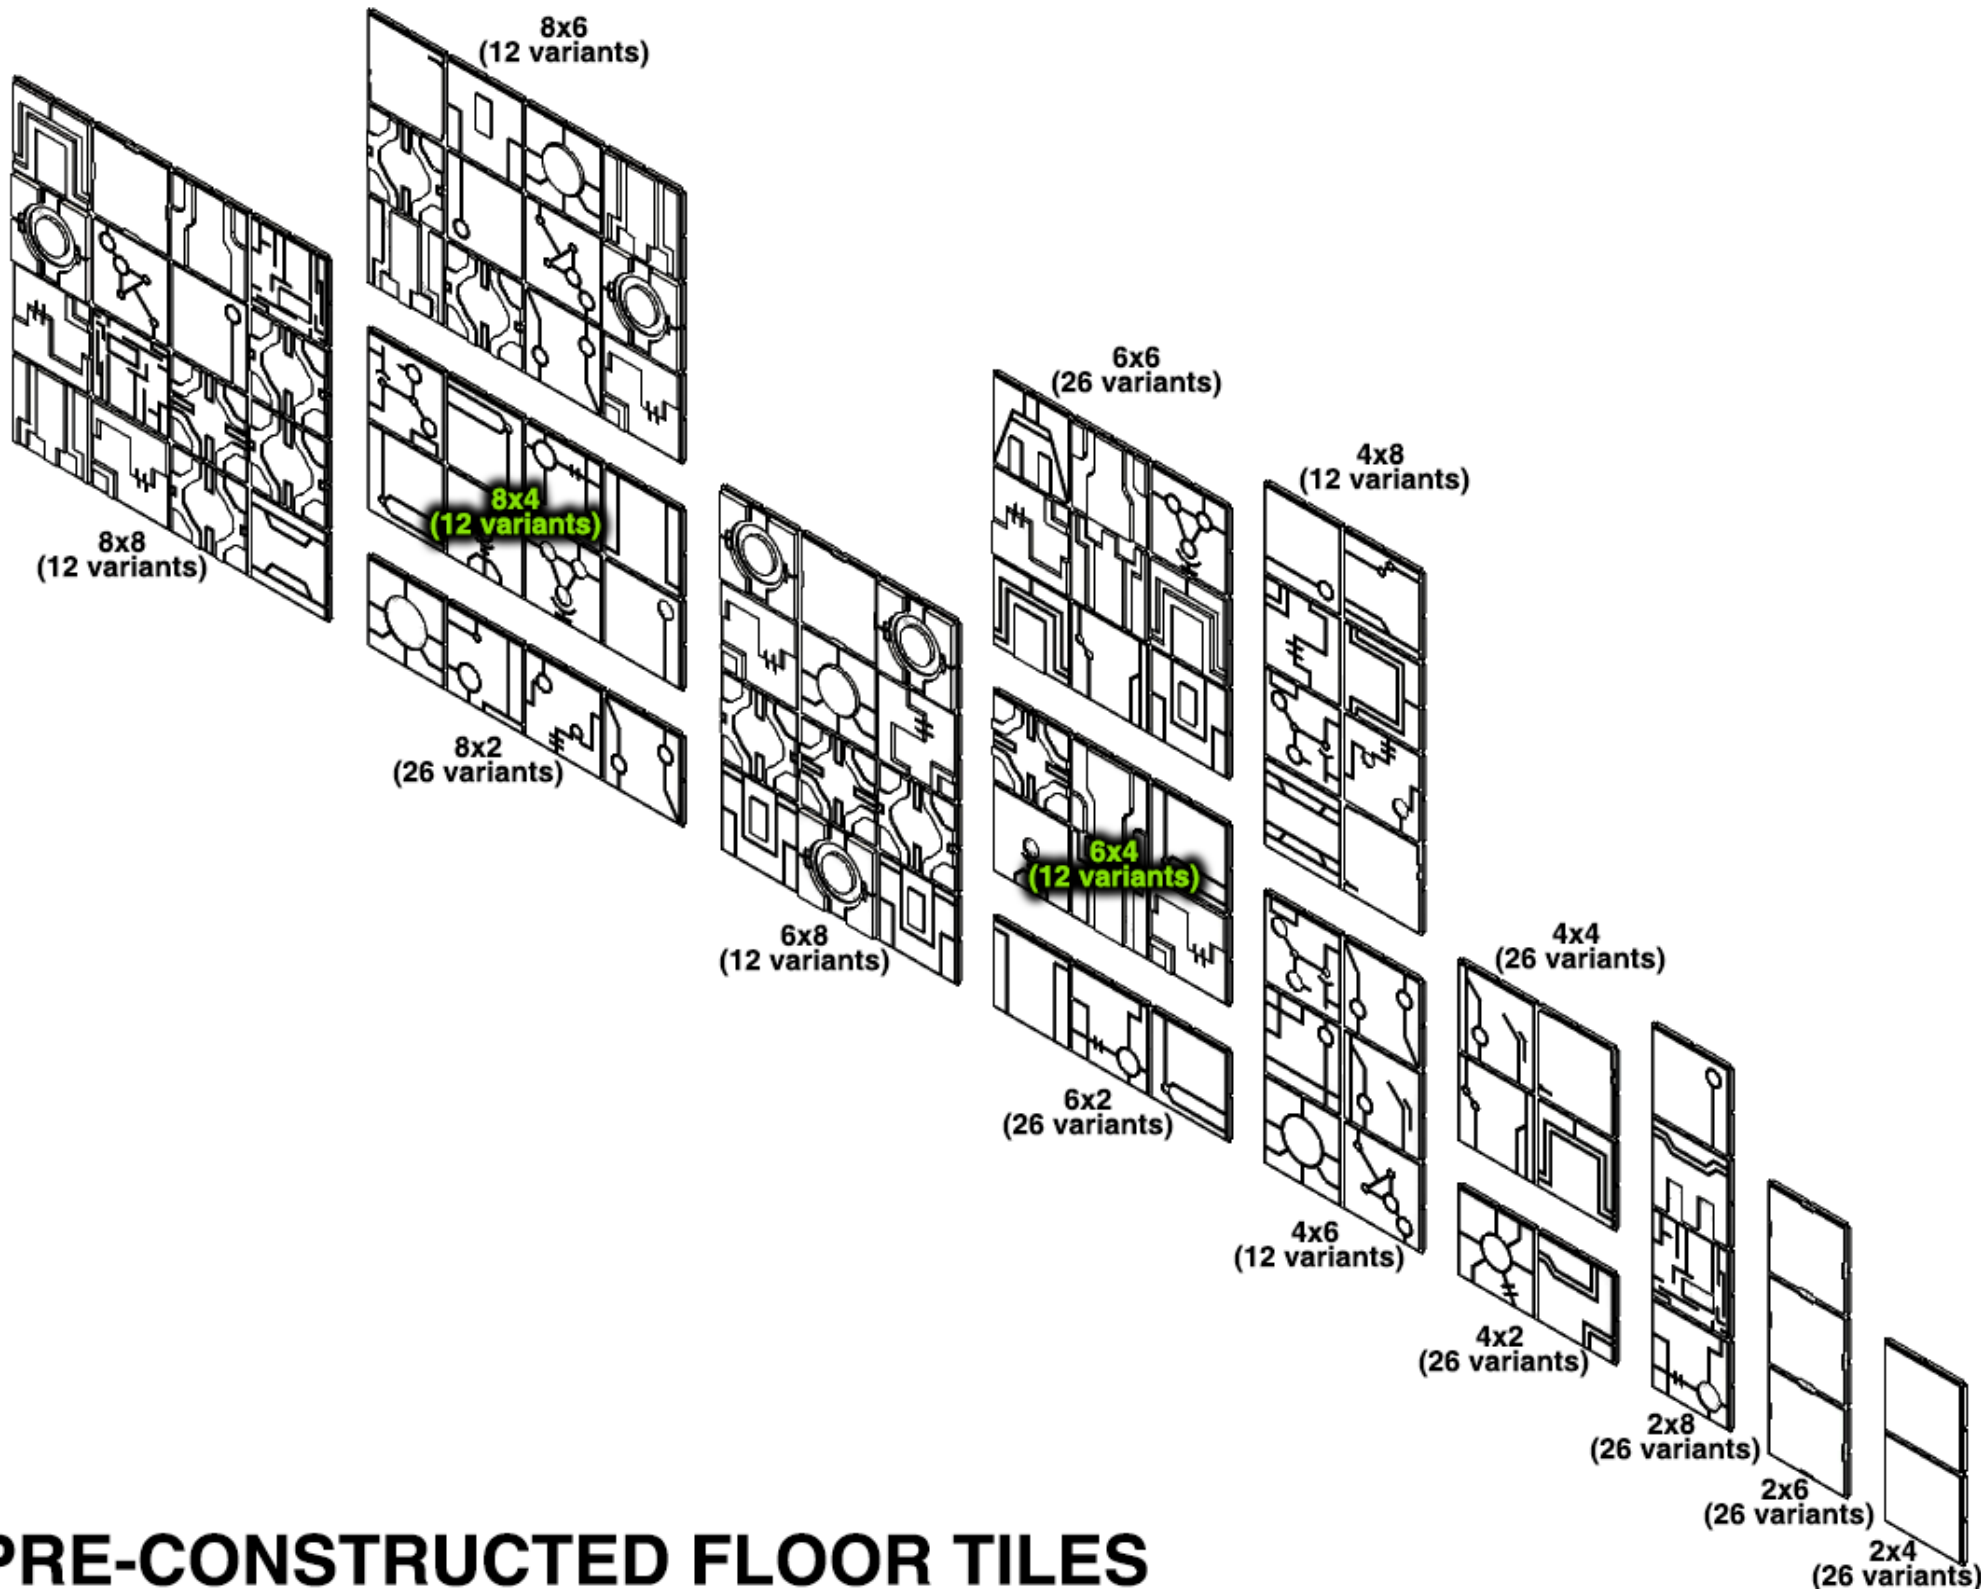 8x6
(12 variants)
8x8
(12 variants)
8x4
(12 variants)
8x2
(26 variants)
6x8
(12 variants)
6x6
(26 variants)
4x8
(12 variants)
6x4
(12 variants)
6x2
(26 variants)
4x6
(12 variants)
4x4
(26 variants)
4x2
(26 variants)
2x8
(26 variants)
2x6
(26 variants)
2x4
(26 variants)
PRE-CONSTRUCTED FLOOR TILES